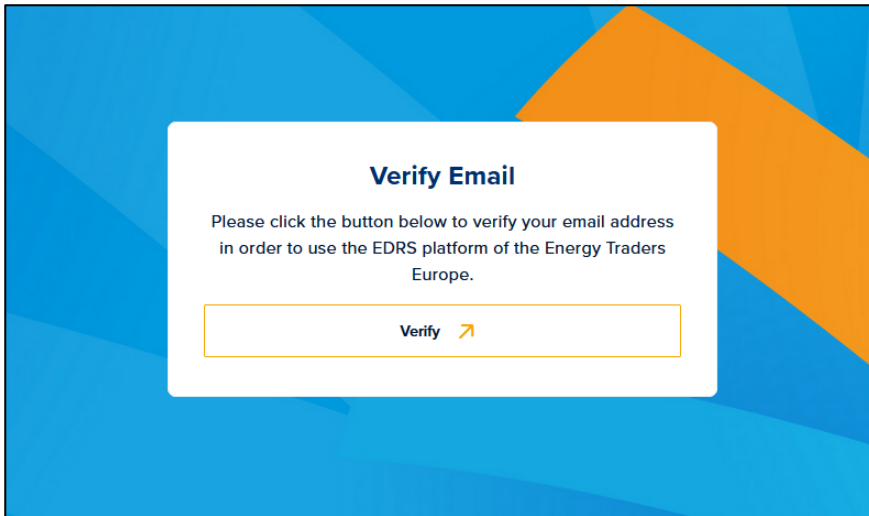 Verify Email
Please click the button below to verify your email address
in order to use the EDRS platform of the Energy Traders
Europe.
Verify